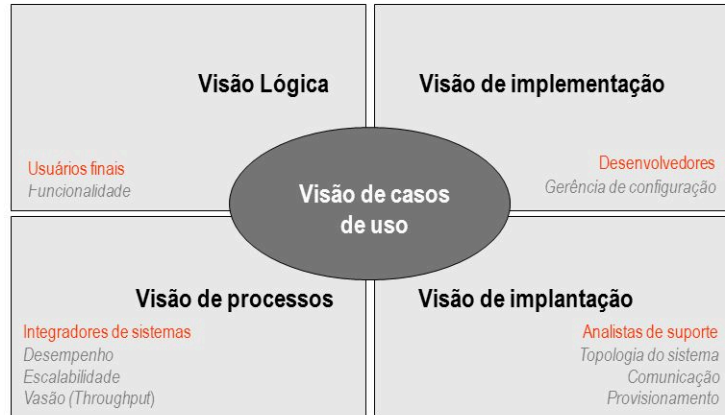 Visão Lógica
Usuários finais
Funcionalidade
Visão de implementação
Desenvolvedores
Gerência de configuração
Visão de casos
de uso
Visão de processos
Integradores de sistemas
Desempenho
Escalabilidade
Vasão (Throughput)
Visão de implantação
Analistas de suporte
Topologia do sistema
Comunicação
Provisionamento